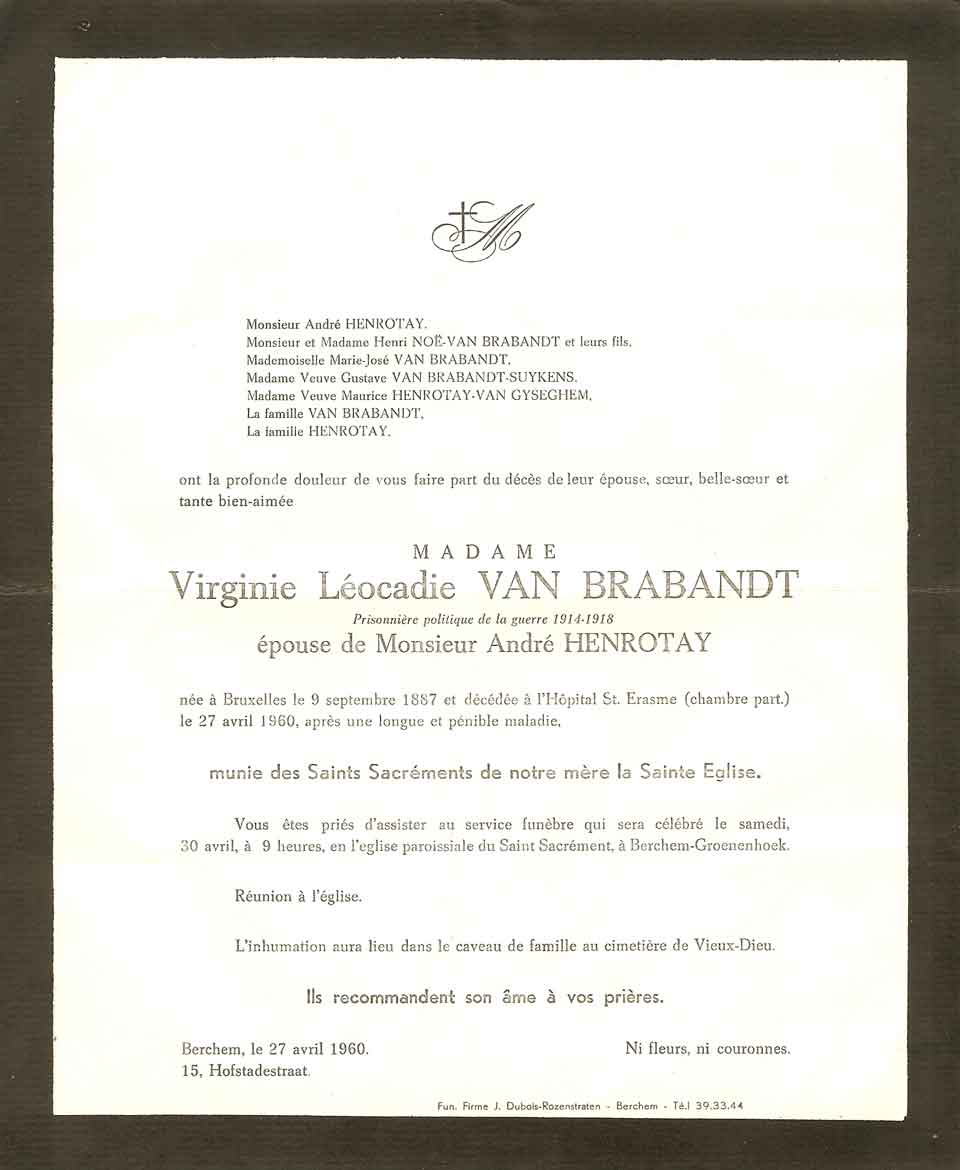 M
Monsieur André HENROTAY.
Monsieur et Madame Henri NOË-VAN BRABANDT et leurs fils,
Mademoiselle Marie-José VAN BRABANDT,
Madame Veuve Gustave VAN BRABANDT-SUYKENS,
Madame Veuve Maurice HENROTAY-VAN GYSEGHEM,
La famille VAN BRABANDT,
La famille HENROTAY,
ont la profonde douleur de vous faire part du décès de leur épouse, sœur, belle-sœur et
tante bien-aimée
MADAME
Virginie Léocadie VAN BRABANDT
Prisonnière politique de la guerre 1914-1918
épouse de Monsieur André HENROTAY
née à Bruxelles le 9 septembre 1887 et décédée à l'Hôpital St. Erasme (chambre part.)
le 27 avril 1960, après une longue et pénible maladie,
munie des Saints Sacréments de notre mère la Sainte Eglise.
Vous êtes priés d'assister au service funèbre qui sera célébré le samedi,
30 avril, à 9 heures, en l'eglise paroissiale du Saint Sacrément, à Berchem-Groenenhoek.
Réunion à l'église.
L'inhumation aura lieu dans le caveau de famille au cimetière de Vieux-Dieu.
Ils recommandent son âme à vos prières.
Berchem, le 27 avril 1960. Ni fleurs, ni couronnes.
15, Hofstadestraat.
Fun. Firme J. Dubois-Rozenstraten - Berchem - Té.l 39.33.44